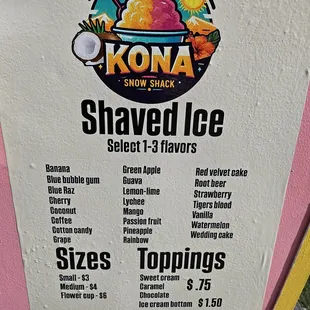 KONA
SNOW SHACK
Shaved Ice
Select 1-3 flavors
Banana
Blue bubble gum
Blue Raz
Cherry
Coconut
Coffee
Cotton candy
Grape
Green Apple
Guava
Lemon-lime
Lychee
Mango
Passion fruit
Pineapple
Rainbow
Red velvet cake
Root beer
Strawberry
Tigers blood
Vanilla
Watermelon
Wedding cake
Sizes
Small - $3
Medium - $4
Flower cup - $6
Toppings
Sweet cream
Caramel
Chocolate
$ .75
Ice cream bottom $ 1.50